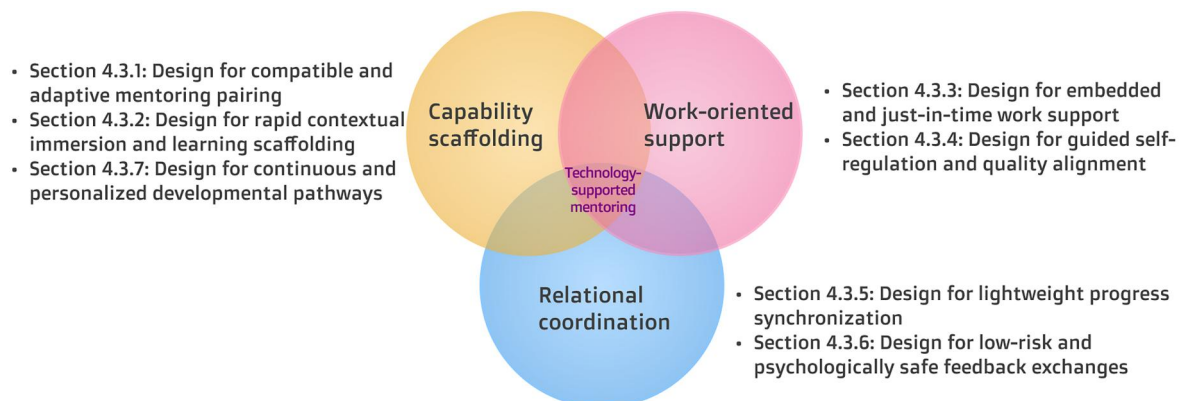 • Section 4.3.1: Design for compatible and
adaptive mentoring pairing
• Section 4.3.2: Design for rapid contextual
immersion and learning scaffolding
• Section 4.3.7: Design for continuous and
personalized developmental pathways
Capability
scaffolding
Work-oriented
support
Technology-
supported
mentoring
Relational
coordination
• Section 4.3.3: Design for embedded
and just-in-time work support
• Section 4.3.4: Design for guided self-
regulation and quality alignment
• Section 4.3.5: Design for lightweight progress
synchronization
• Section 4.3.6: Design for low-risk and
psychologically safe feedback exchanges